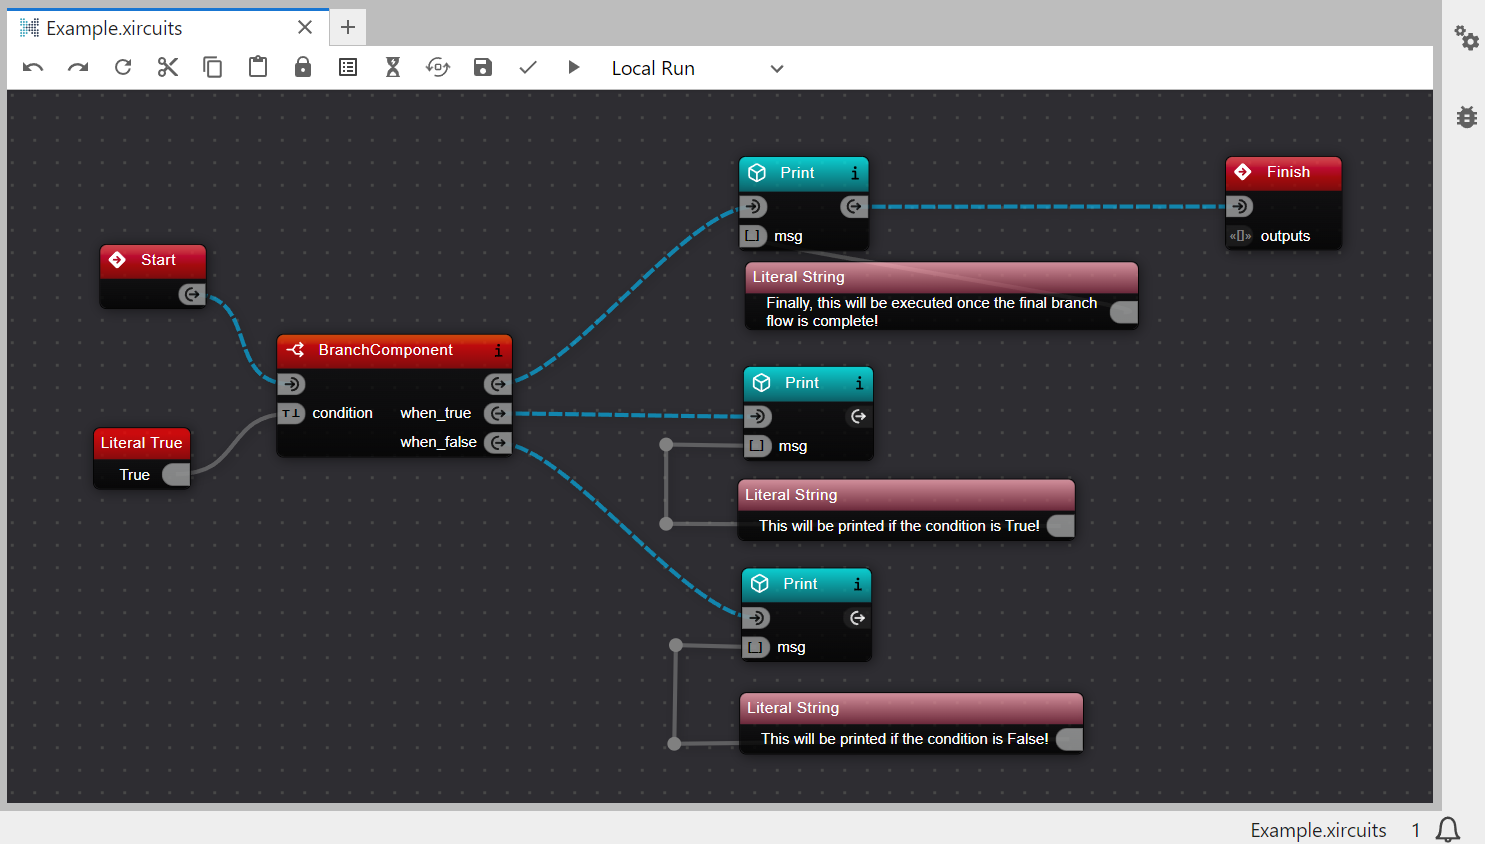 Example.xircuits
Local Run
Print
msg
Finish
outputs
Start
Literal String
Finally, this will be executed once the final branch
flow is complete!
BranchComponent
condition when_true
when_false
Literal True
True
Print
msg
Literal String
This will be printed if the condition is True!
Print
msg
Literal String
This will be printed if the condition is False!
Example.xircuits 1